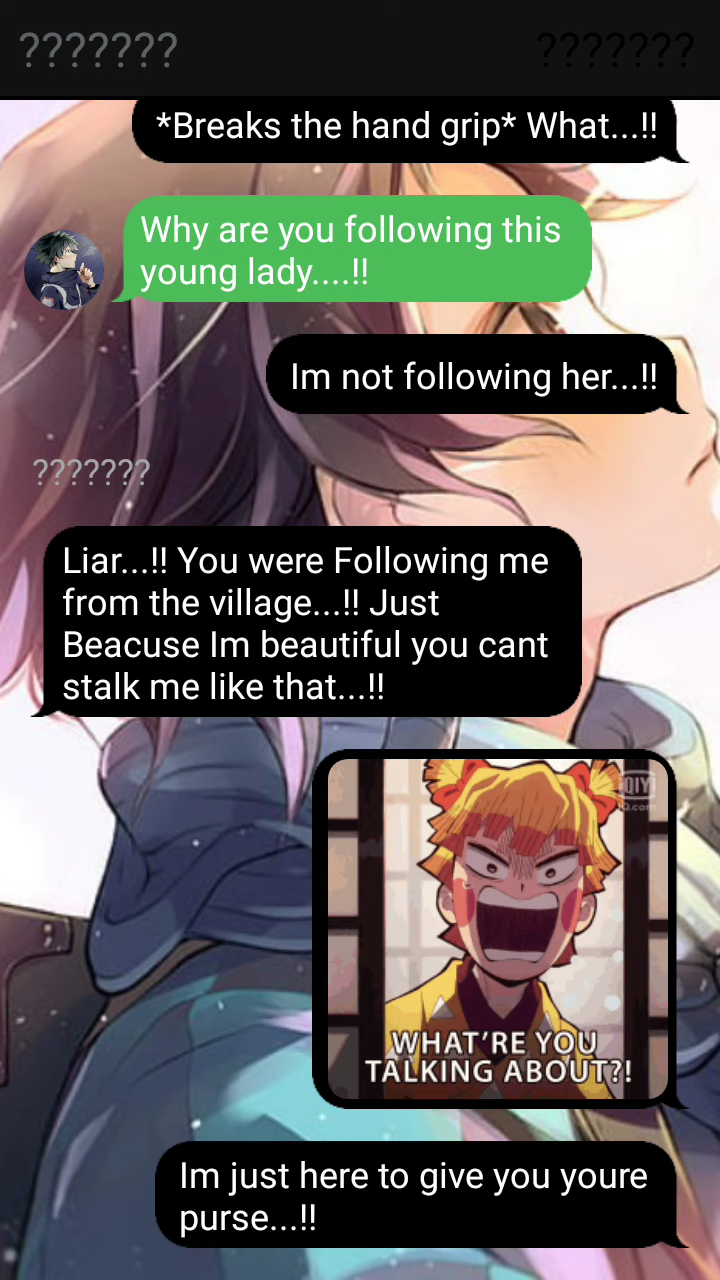 ???????
???????
*Breaks the hand grip* What...!!
Why are you following this
young lady....!!
Im not following her...!!
???????
Liar...!! You were Following me
from the village...!! Just
Beacuse Im beautiful you cant
stalk me like that...!!
WHAT'RE YOU
TALKING ABOUT?!
Im just here to give you youre
purse...!!